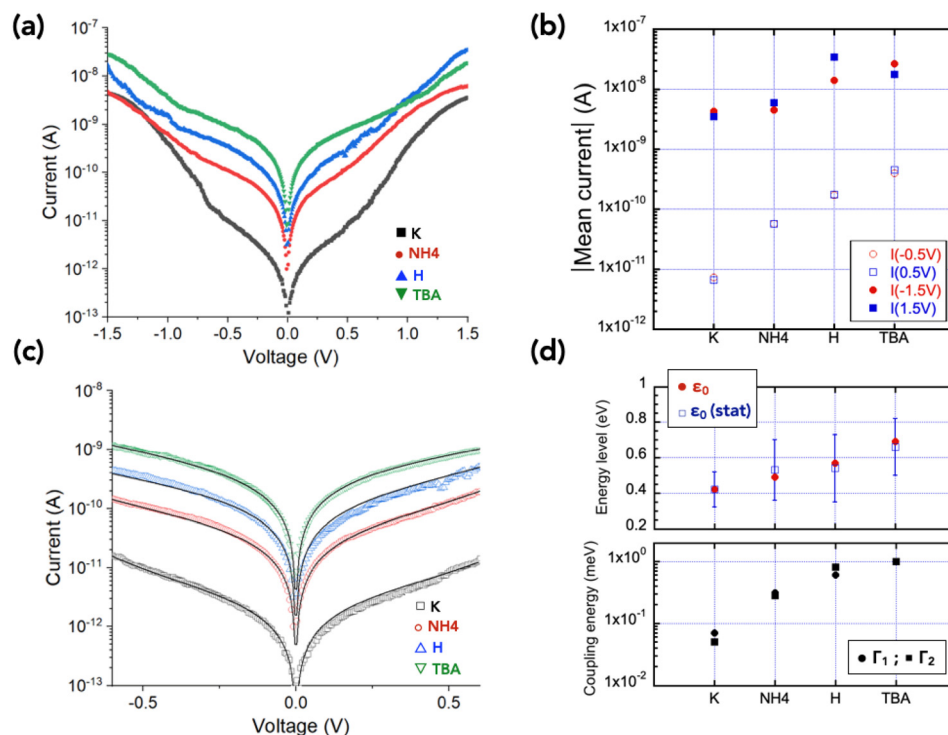 (a)
10^-7
10^-8
10^-9
10^-10
10^-11
10^-12
10^-13
Current (A)
-1.5 -1.0 -0.5 0.0 0.5 1.0 1.5
Voltage (V)
K
NH4
H
TBA
(b)
1x10^-7
1x10^-8
1x10^-9
1x10^-10
1x10^-11
1x10^-12
|Mean current| (A)
K NH4 H TBA
I(-0.5V)
I(0.5V)
I(-1.5V)
I(1.5V)
(c)
10^-8
10^-9
10^-10
10^-11
10^-12
10^-13
Current (A)
-0.5 0.0 0.5
Voltage (V)
K
NH4
H
TBA
(d)
ε0
ε0 (stat)
1
0.8
0.6
0.4
0.2
Energy level (eV)
1x10^0
1x10^-1
1x10^-2
Coupling energy (meV)
Γ1 ; Γ2
K NH4 H TBA